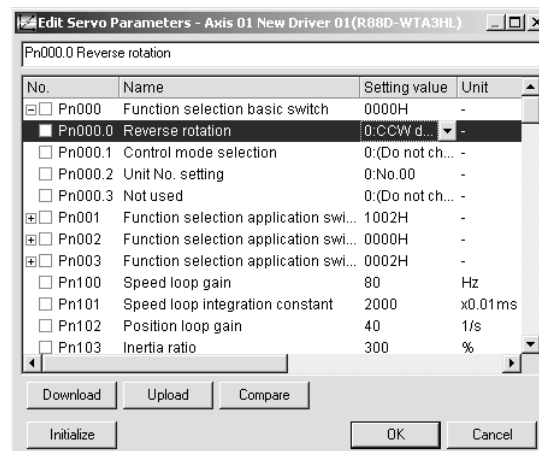 Edit Servo Parameters - Axis 01 New Driver 01(R88D-WTA3HL)
Pn000.0 Reverse rotation
No. Name Setting value Unit
Pn000 Function selection basic switch 0000H -
Pn000.0 Reverse rotation 0:CCW d... -
Pn000.1 Control mode selection 0:(Do not ch... -
Pn000.2 Unit No. setting 0:No.00 -
Pn000.3 Not used 0:(Do not ch... -
Pn001 Function selection application swi... 1002H -
Pn002 Function selection application swi... 0000H -
Pn003 Function selection application swi... 0002H -
Pn100 Speed loop gain 80 Hz
Pn101 Speed loop integration constant 2000 x0.01ms
Pn102 Position loop gain 40 1/s
Pn103 Inertia ratio 300 %
Download Upload Compare
Initialize OK Cancel